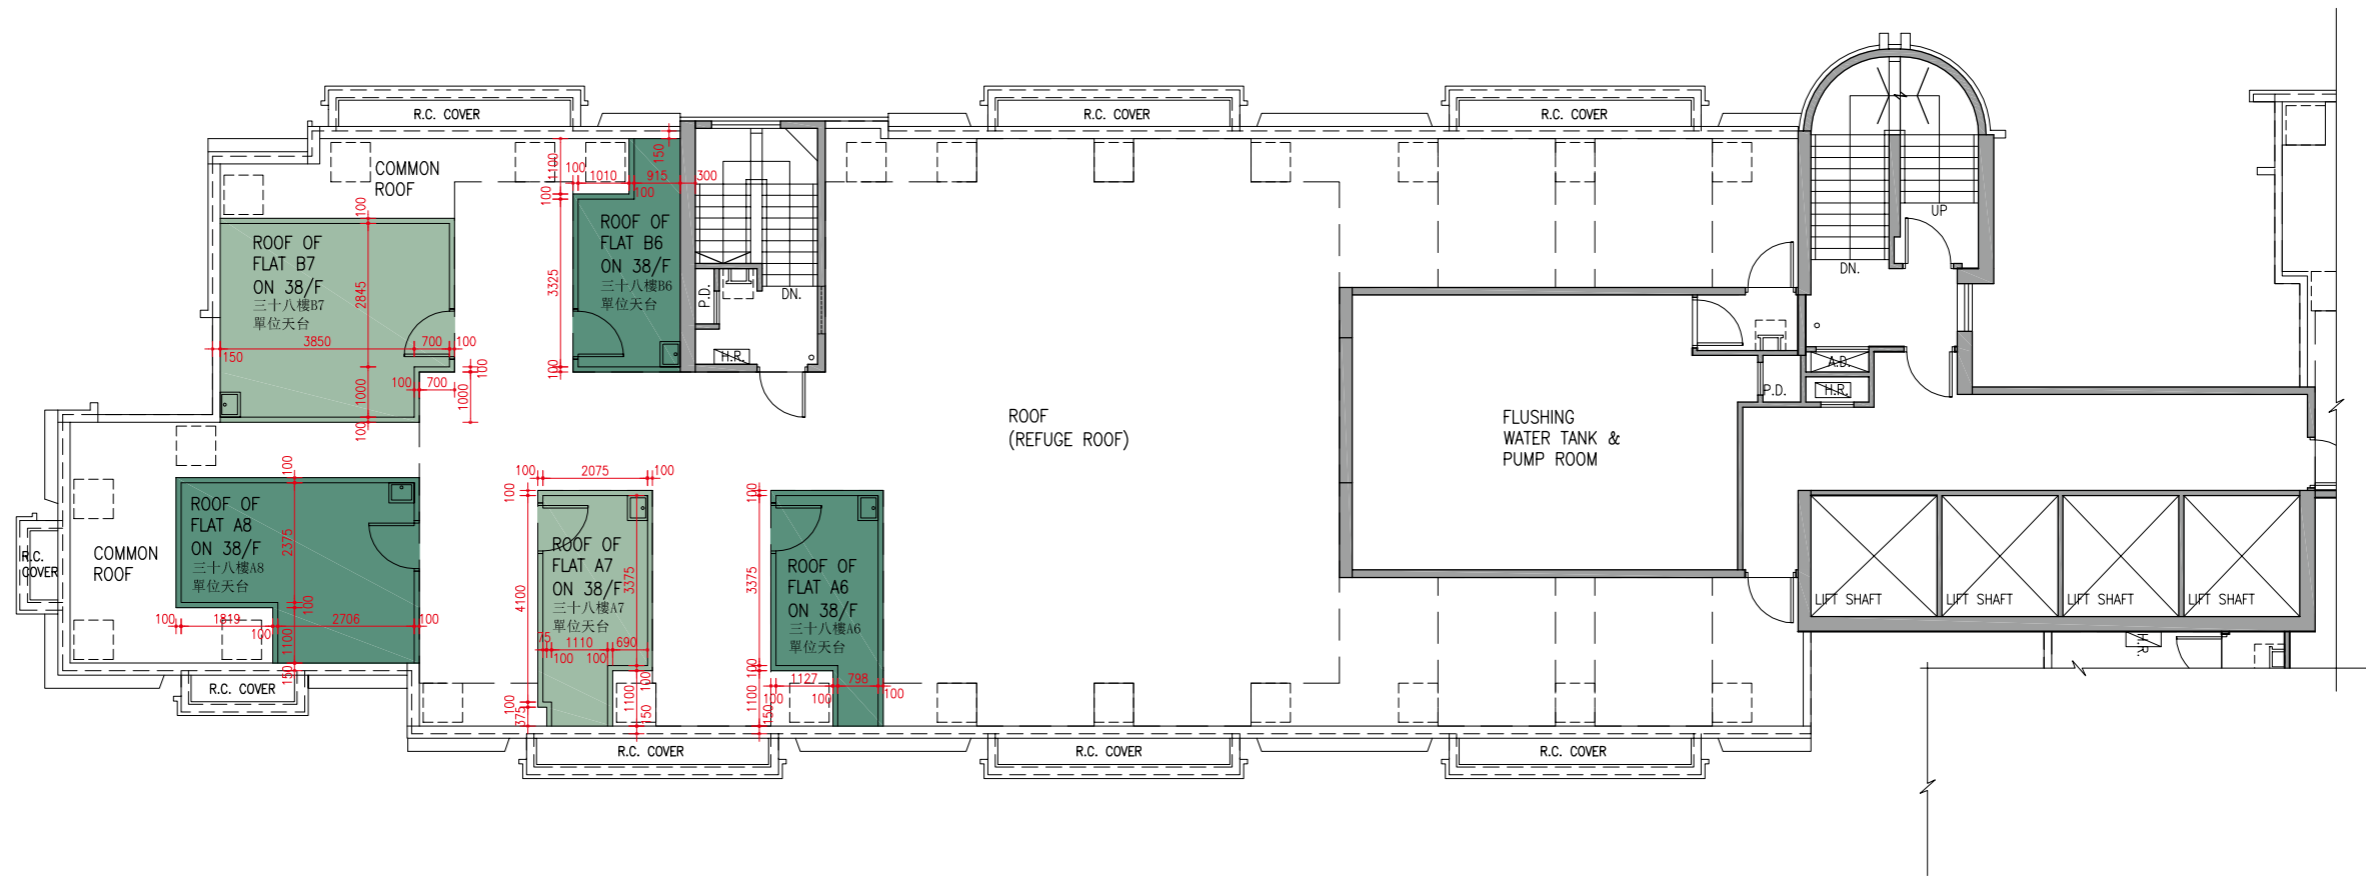 R.C. COVER
R.C. COVER
R.C. COVER
COMMON
ROOF
1100
150
100
1010
915
300
100
100
100
UP
ROOF OF
FLAT B7
ON 38/F
三十八樓B7
單位天台
2845
3850
700
100
150
100
1000
100
700
1000
100
ROOF OF
FLAT B6
ON 38/F
三十八樓B6
單位天台
3325
100
P.D.
DN.
H.R.
DN.
A.D.
H.R.
P.D.
ROOF
(REFUGE ROOF)
FLUSHING
WATER TANK &
PUMP ROOM
100
ROOF OF
FLAT A8
ON 38/F
三十八樓A8
單位天台
2375
100
1819
100
2706
100
100
1100
150
COMMON
ROOF
R.C.
COVER
R.C. COVER
100
2075
100
100
4100
ROOF OF
FLAT A7
ON 38/F
三十八樓A7
單位天台
3375
75
1110
690
100
100
100
1100
150
100
375
100
3375
ROOF OF
FLAT A6
ON 38/F
三十八樓A6
單位天台
100
1127
798
100
100
100
1100
150
LIFT SHAFT
LIFT SHAFT
LIFT SHAFT
LIFT SHAFT
H.R.
R.C. COVER
R.C. COVER
R.C. COVER